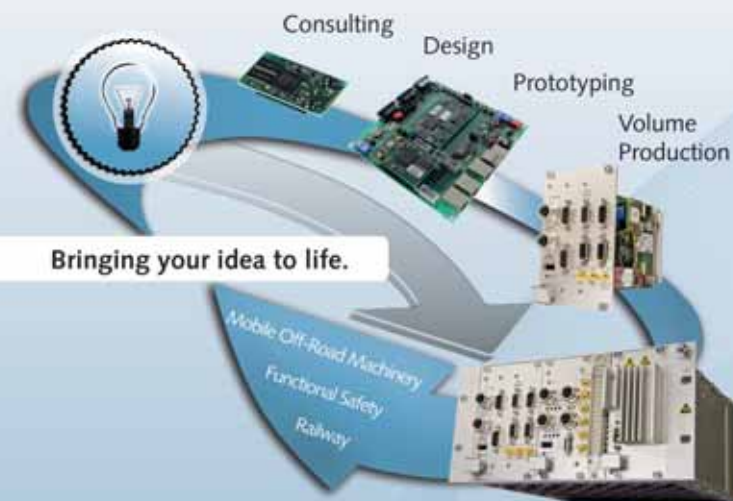 Consulting
Design
Prototyping
Volume
Production
Bringing your idea to life.
Mobile Off-Road Machinery
Functional Safety
Railway